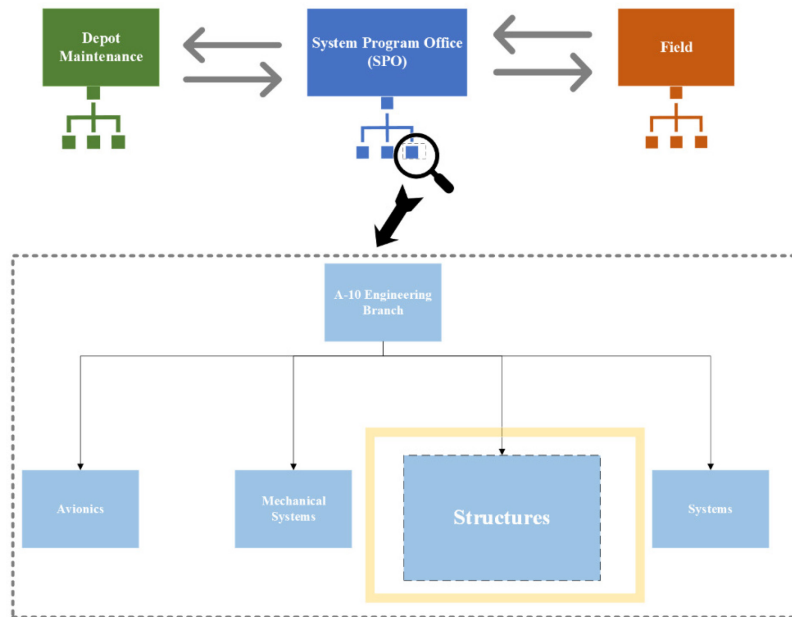 Depot
Maintenance
System Program Office
(SPO)
Field
A-10 Engineering
Branch
Avionics
Mechanical
Systems
Structures
Systems